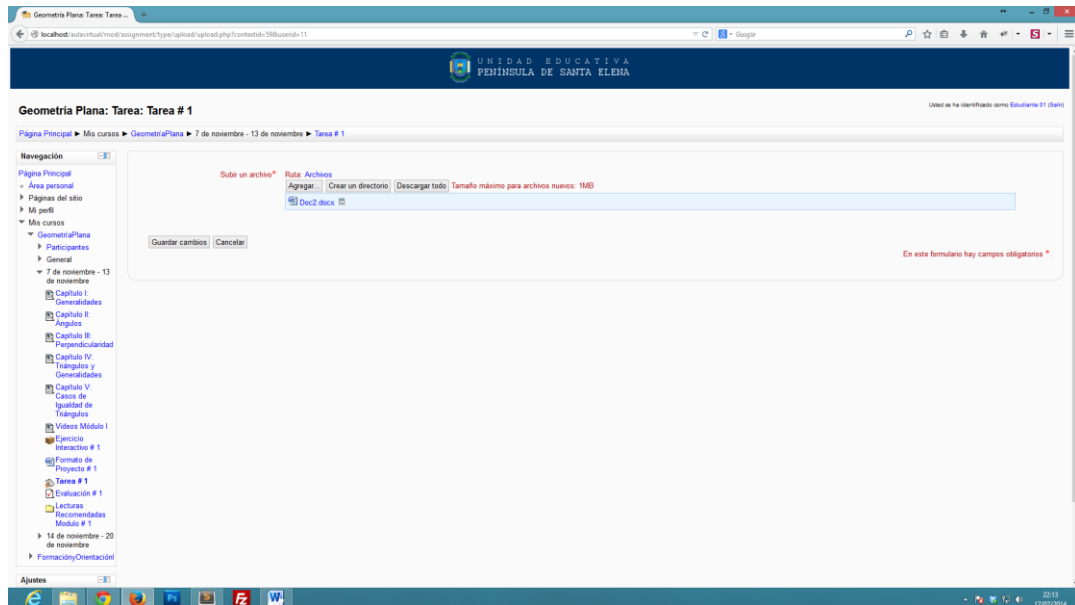 Geometría Plana: Tarea: Tarea ...
localhost/aulavirtual/mod/assignment/type/upload/upload.php?contextid=59&userid=11
Google
UNIDAD EDUCATIVA
PENÍNSULA DE SANTA ELENA
Geometría Plana: Tarea: Tarea # 1
Usted se ha identificado como Estudiante 01 (Salir)
Página Principal ► Mis cursos ► GeometríaPlana ► 7 de noviembre - 13 de noviembre ► Tarea # 1
Navegación
Página Principal
Área personal
Páginas del sitio
Mi perfil
Mis cursos
GeometríaPlana
Participantes
General
7 de noviembre - 13
de noviembre
Capítulo I:
Generalidades
Capítulo II:
Ángulos
Capítulo III:
Perpendicularidad
Capítulo IV:
Triángulos y
Generalidades
Capítulo V:
Casos de
Igualdad de
Triángulos
Videos Módulo I
Ejercicio
Interactivo # 1
Formato de
Proyecto # 1
Tarea # 1
Evaluación # 1
Lecturas
Recomendadas
Modulo # 1
14 de noviembre - 20
de noviembre
FormaciónyOrientaciónl
Ajustes
Subir un archivo*
Ruta: Archivos
Agregar... Crear un directorio Descargar todo Tamaño máximo para archivos nuevos: 1MB
Doc2.docx
Guardar cambios Cancelar
En este formulario hay campos obligatorios *.
22:13
17/07/2014